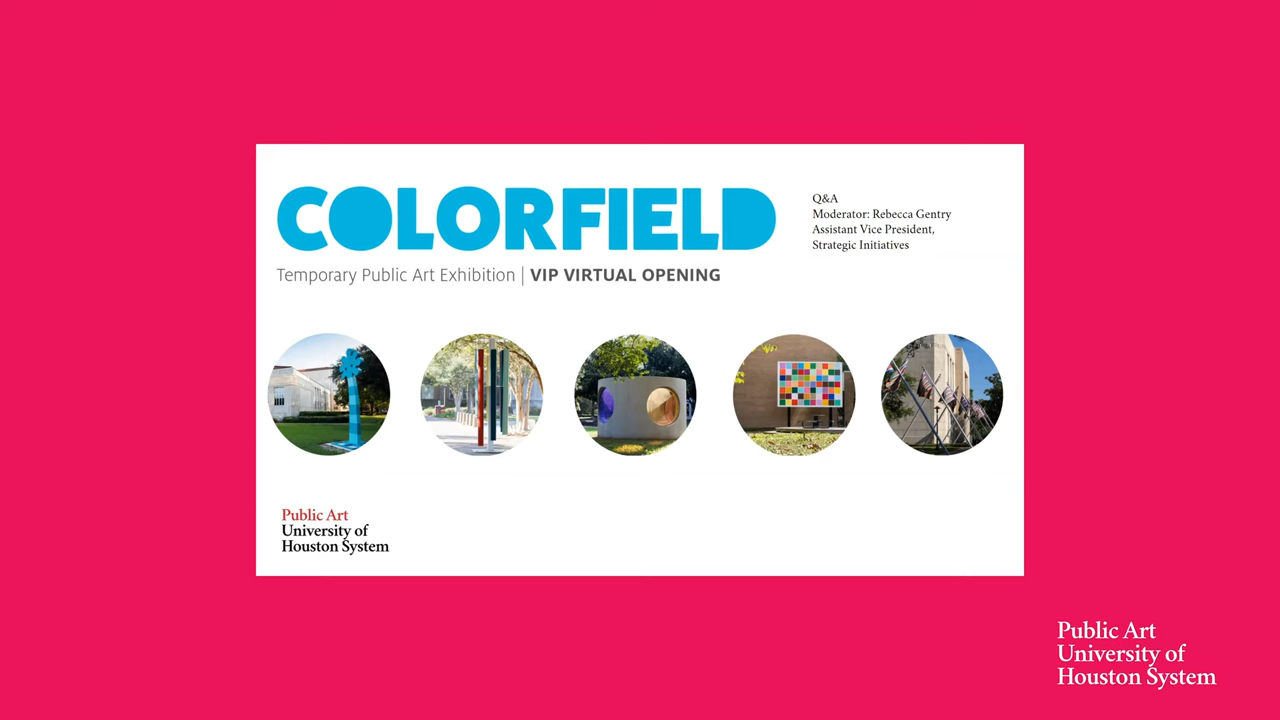 COLORFIELD
Temporary Public Art Exhibition | VIP VIRTUAL OPENING
Q&A
Moderator: Rebecca Gentry
Assistant Vice President,
Strategic Initiatives
Public Art
University of
Houston System
Public Art
University of
Houston System